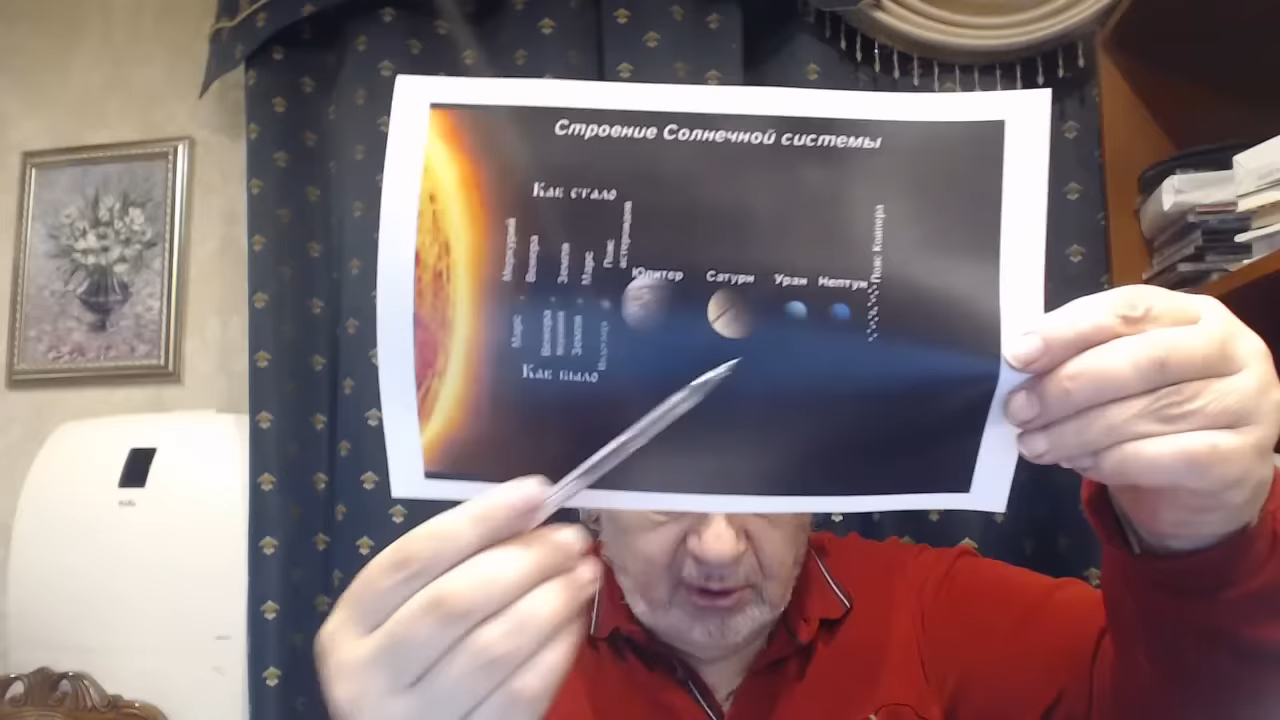 Строение Солнечной системы
Как стало
Меркурий
Венера
Земля
Марс
Пояс
астероидов
Юпитер
Сатурн
Уран
Нептун
Пояс Койпера
Марс
Венера
Земля
Как было